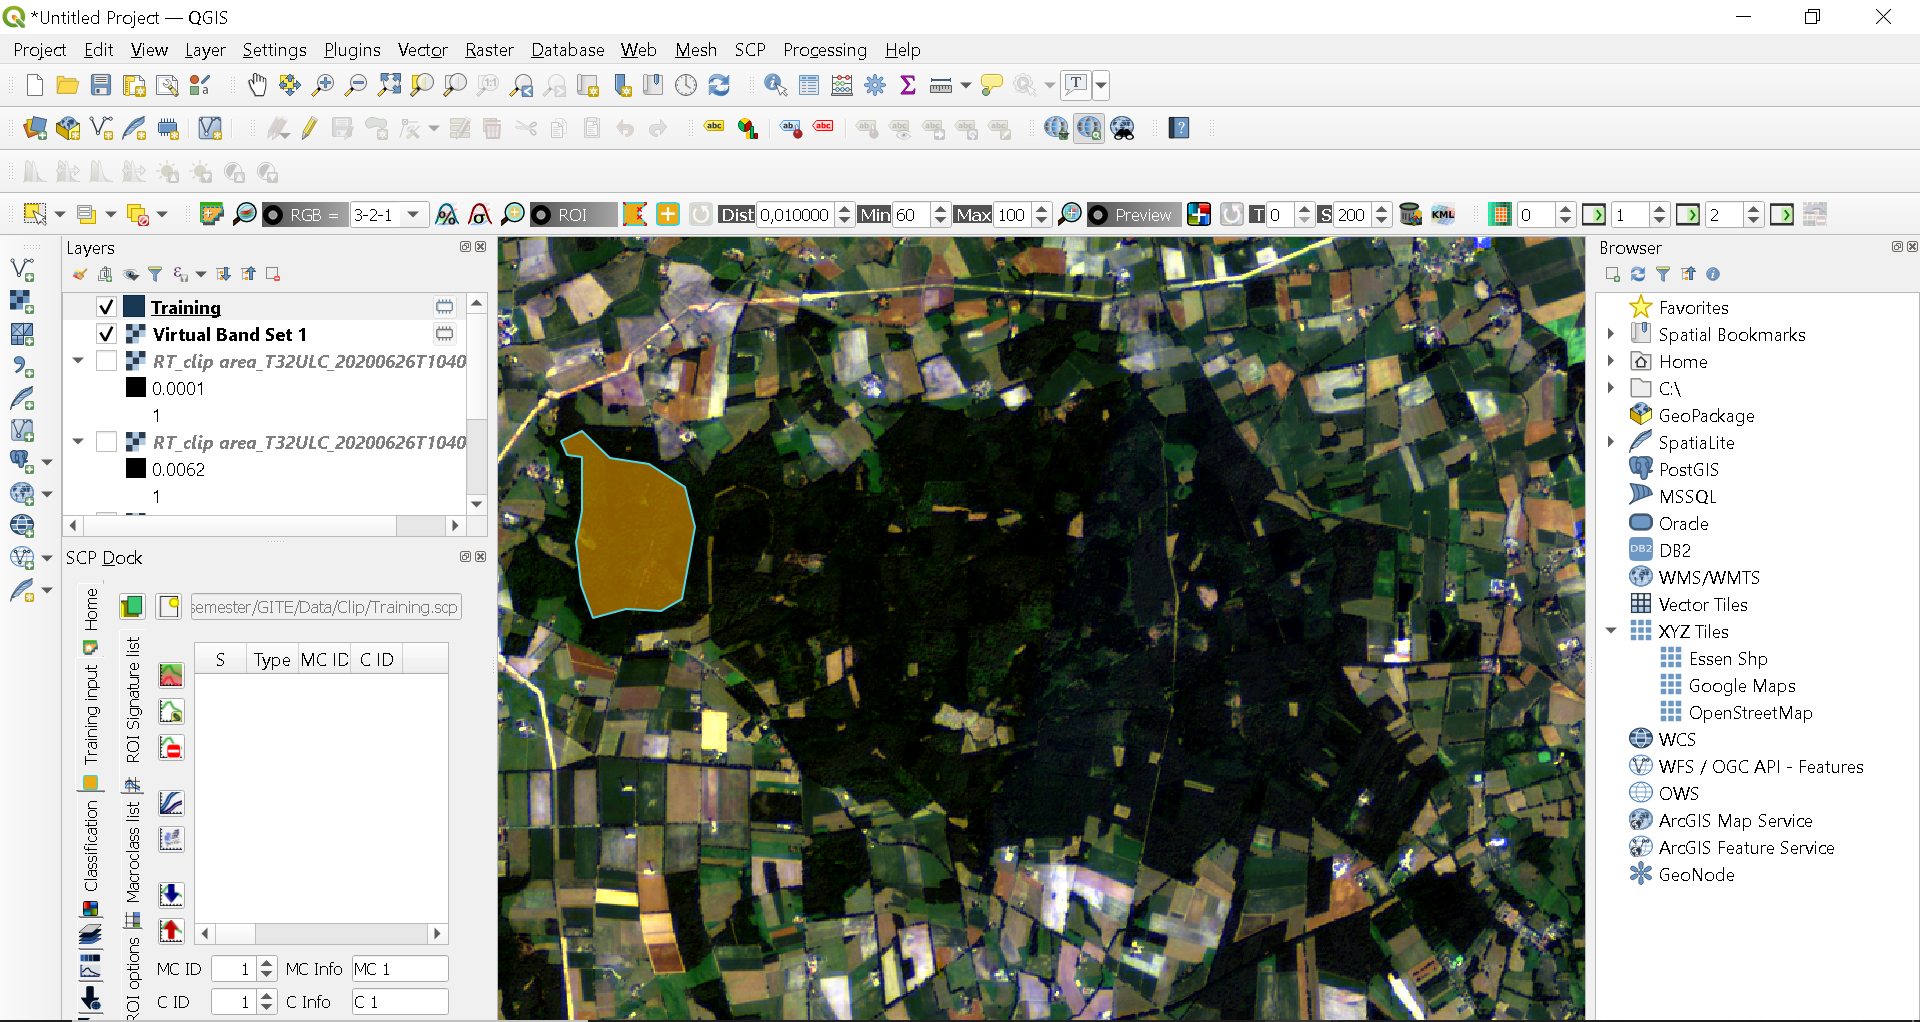 *Untitled Project — QGIS
Project Edit View Layer Settings Plugins Vector Raster Database Web Mesh SCP Processing Help
RGB = 3-2-1 ROI Dist 0,010000 Min 60 Max 100 Preview T 0 S 200 KML 0 1 2
Layers
Training
Virtual Band Set 1
RT_clip area_T32ULC_20200626T1040
0.0001
1
RT_clip area_T32ULC_20200626T1040
0.0062
1
SCP Dock
semester/GITE/Data/Clip/Training.scp
Home
Training input
Classification
ROI Signature list
Macroclass list
ROI options
S Type MC ID C ID
MC ID 1 MC Info MC 1
C ID 1 C Info C 1
Browser
Favorites
Spatial Bookmarks
Home
C:\
GeoPackage
SpatiaLite
PostGIS
MSSQL
Oracle
DB2 DB2
WMS/WMTS
Vector Tiles
XYZ Tiles
Essen Shp
Google Maps
OpenStreetMap
WCS
WFS / OGC API - Features
OWS
ArcGIS Map Service
ArcGIS Feature Service
GeoNode